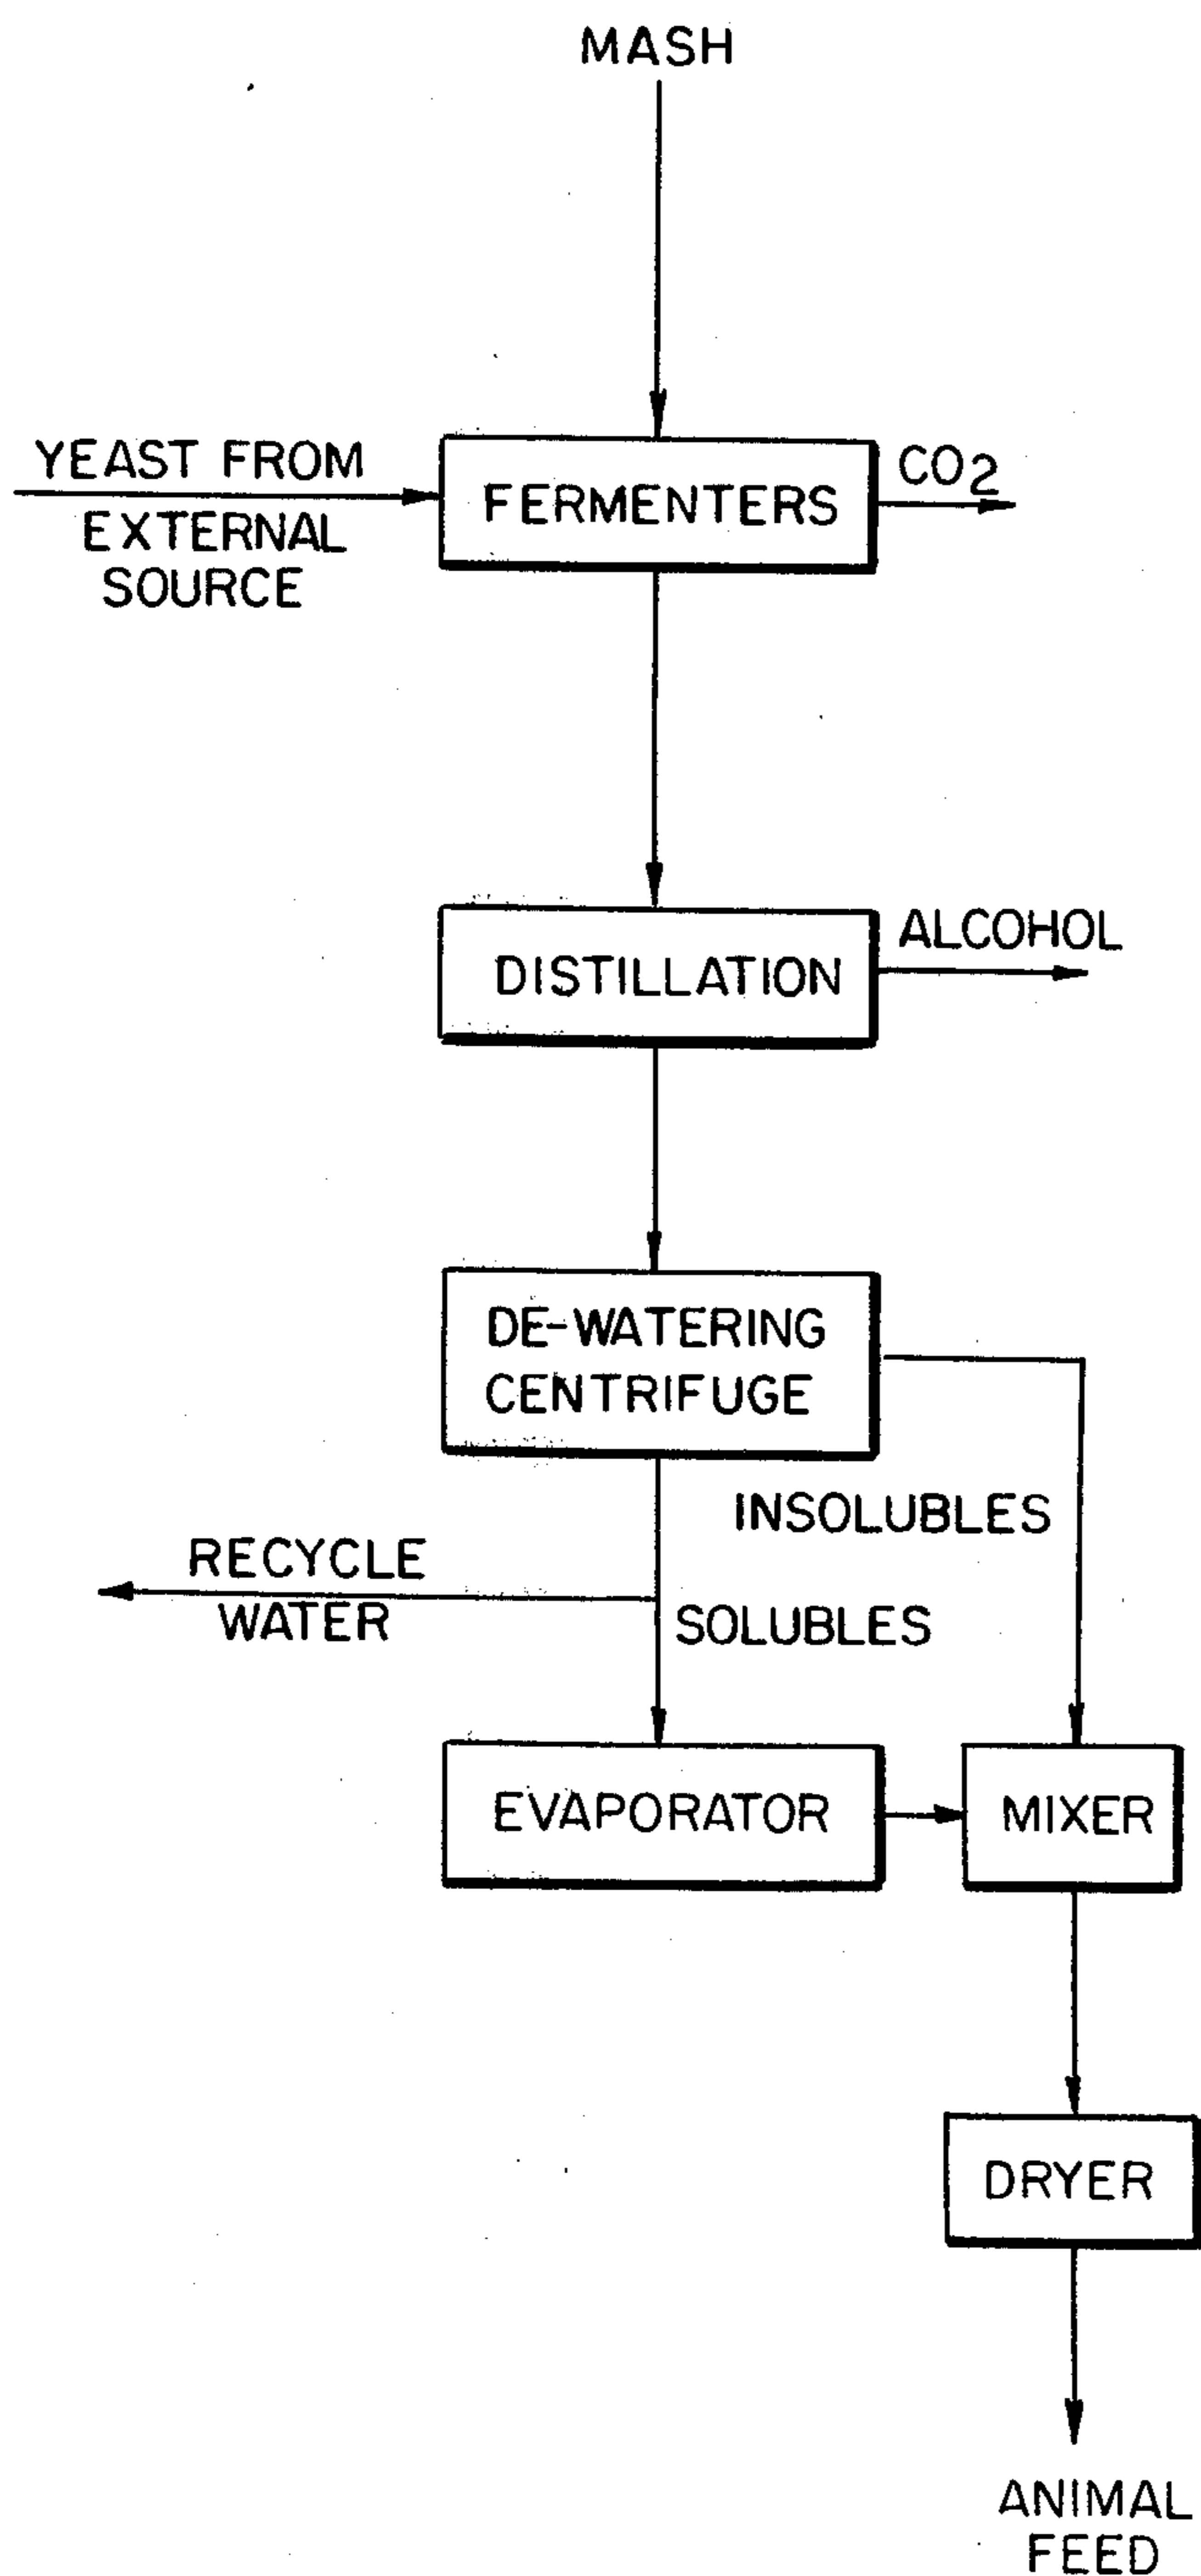 MASH
YEAST FROM
EXTERNAL
SOURCE
FERMENTERS
CO2
DISTILLATION
ALCOHOL
DE-WATERING
CENTRIFUGE
INSOLUBLES
RECYCLE
WATER
SOLUBLES
EVAPORATOR
MIXER
DRYER
ANIMAL
FEED